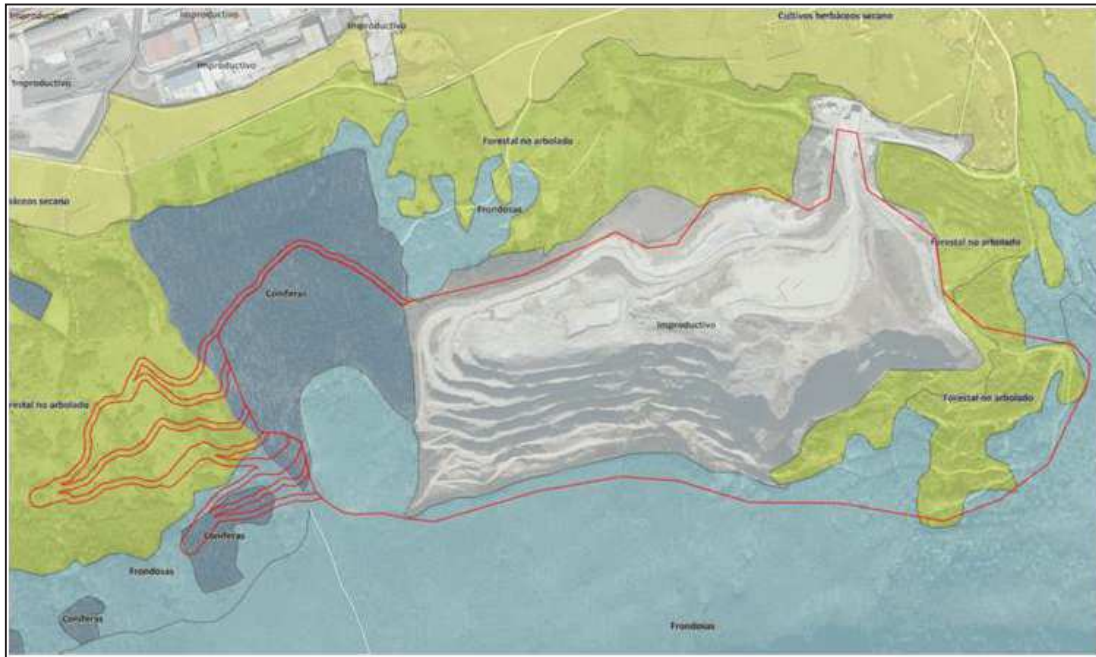 Improductivo
Improductivo
Improductivo
Improductivo
Improductivo
Cultivos herbáceos secano
Forestal no arbolado
áceos secano
Frondosas
Forestal no arbolado
Coníferas
Improductivo
restal no arbolado
Forestal no arbolado
Coníferas
Frondosas
Coníferas
Frondosas